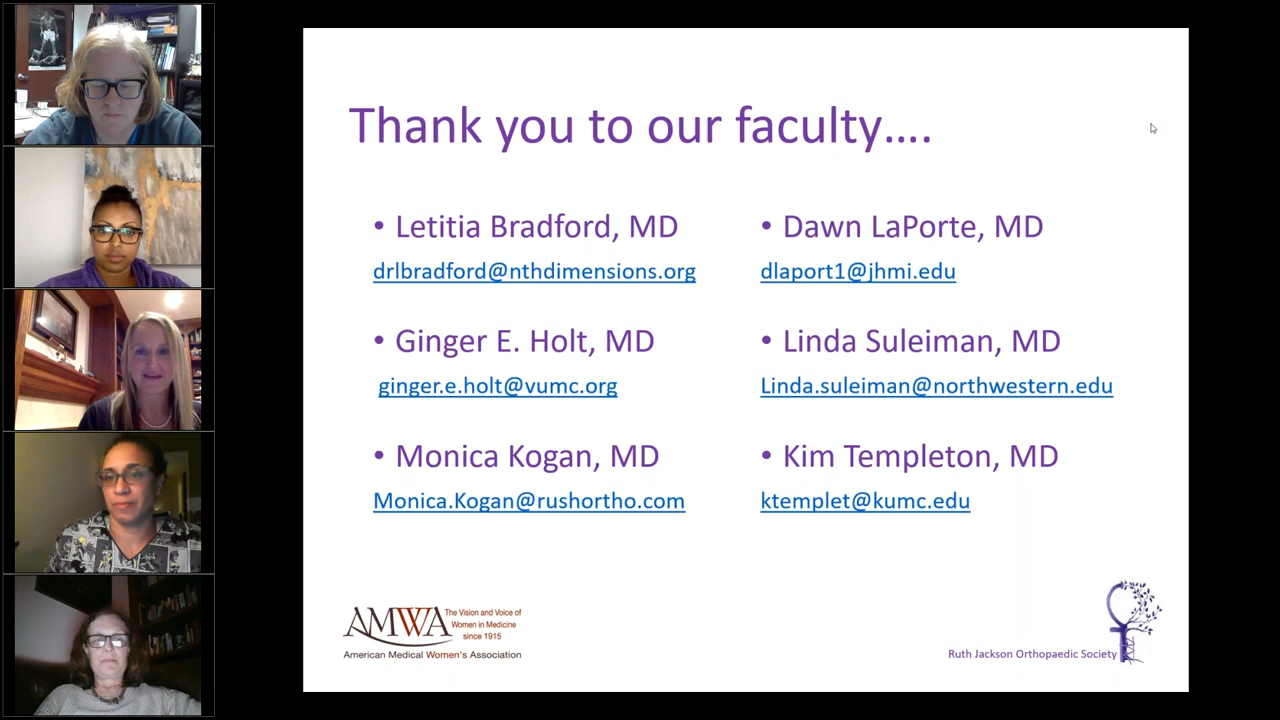 Thank you to our faculty….
• Letitia Bradford, MD
drlbradford@nthdimensions.org
• Ginger E. Holt, MD
ginger.e.holt@vumc.org
• Monica Kogan, MD
Monica.Kogan@rushortho.com
• Dawn LaPorte, MD
dlaport1@jhmi.edu
• Linda Suleiman, MD
Linda.suleiman@northwestern.edu
• Kim Templeton, MD
ktemplet@kumc.edu
AMWA
The Vision and Voice of
Women in Medicine
since 1915
American Medical Women's Association
Ruth Jackson Orthopaedic Society